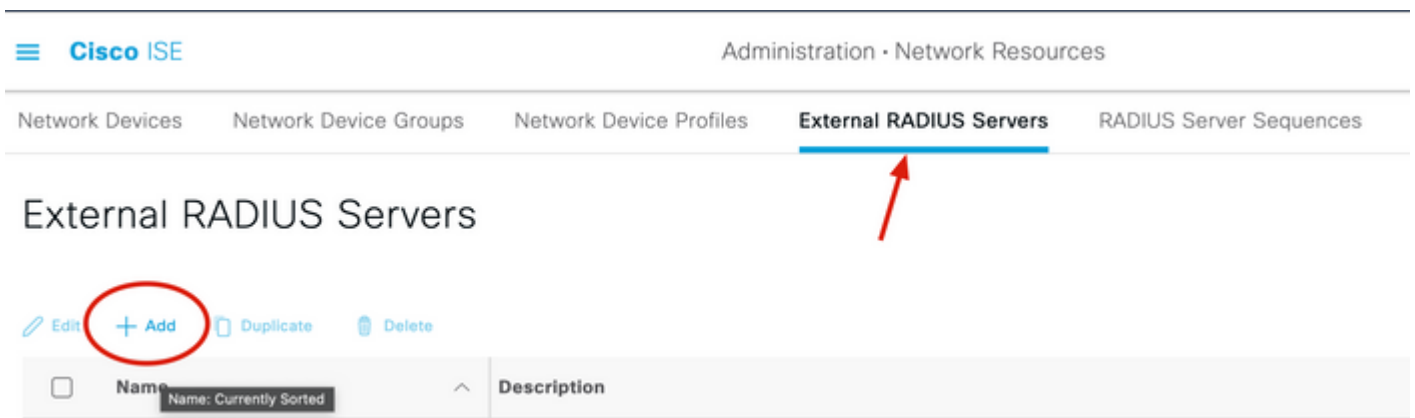 Cisco ISE
Administration · Network Resources
Network Devices Network Device Groups Network Device Profiles External RADIUS Servers RADIUS Server Sequences
External RADIUS Servers
Edit Add Duplicate Delete
Name Description
Name: Currently Sorted